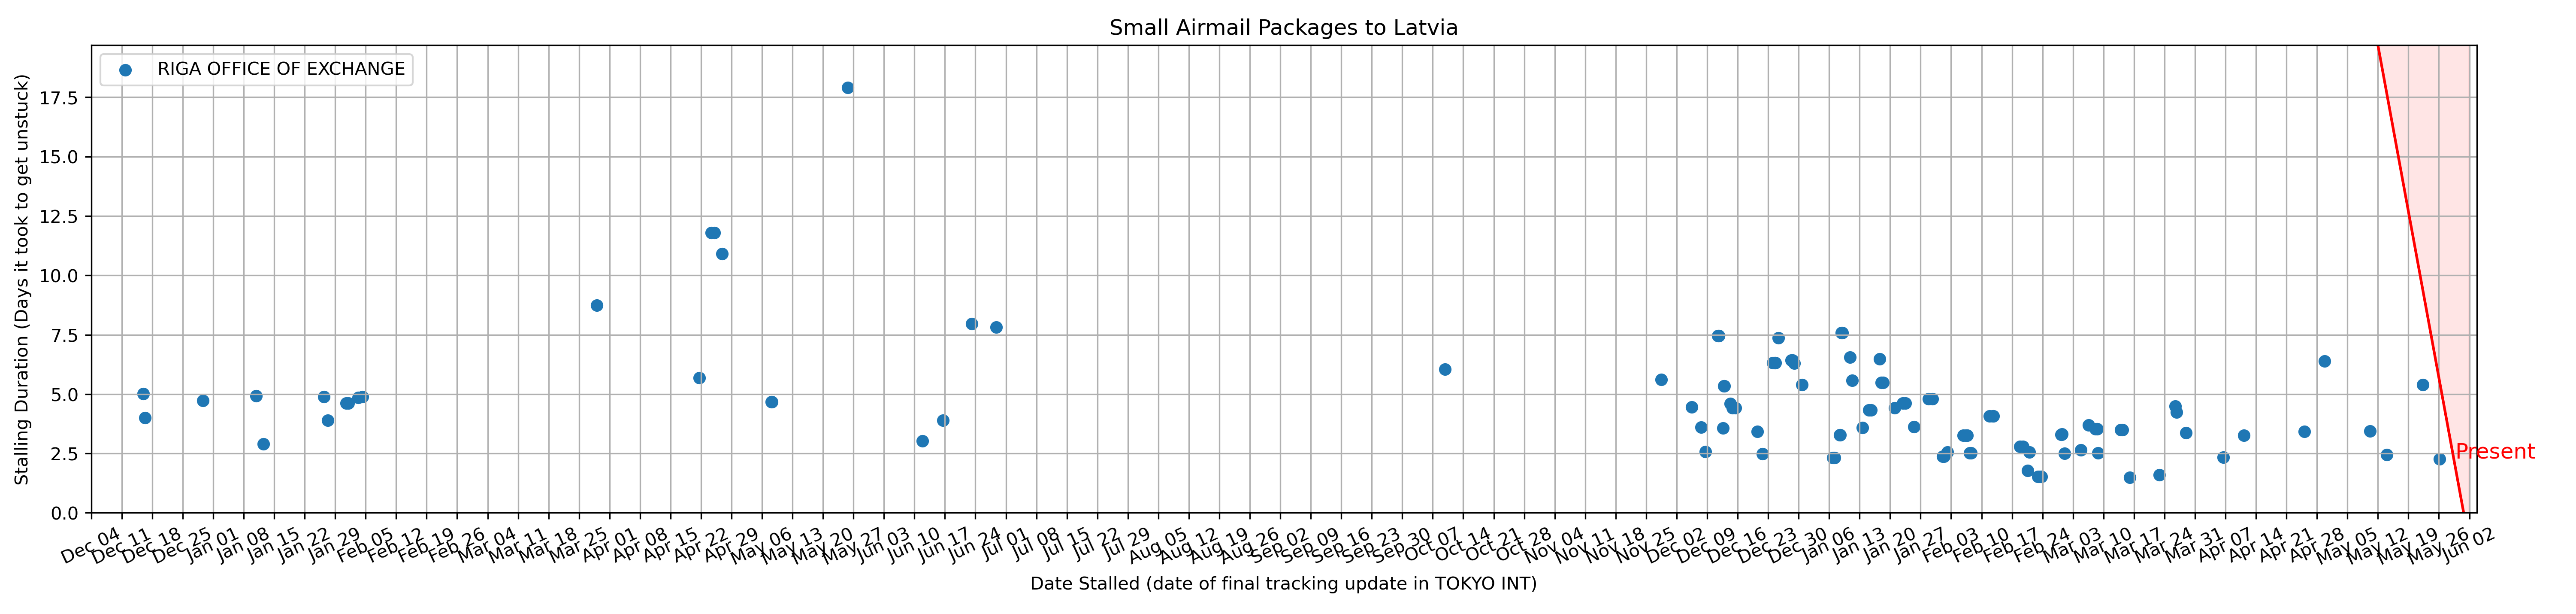 Small Airmail Packages to Latvia
RIGA OFFICE OF EXCHANGE
Stalling Duration (Days it took to get unstuck)
17.5
15.0
12.5
10.0
7.5
5.0
2.5
0.0
Present
Dec 04
Dec 11
Dec 18
Dec 25
Jan 01
Jan 08
Jan 15
Jan 22
Jan 29
Feb 05
Feb 12
Feb 19
Feb 26
Mar 04
Mar 11
Mar 18
Mar 25
Apr 01
Apr 08
Apr 15
Apr 22
Apr 29
May 06
May 13
May 20
May 27
Jun 03
Jun 10
Jun 17
Jun 24
Jul 01
Jul 08
Jul 15
Jul 22
Jul 29
Aug 05
Aug 12
Aug 19
Aug 26
Sep 02
Sep 09
Sep 16
Sep 23
Sep 30
Oct 07
Oct 14
Oct 21
Oct 28
Nov 04
Nov 11
Nov 18
Nov 25
Dec 02
Dec 09
Dec 16
Dec 23
Dec 30
Jan 06
Jan 13
Jan 20
Jan 27
Feb 03
Feb 10
Feb 17
Feb 24
Mar 03
Mar 10
Mar 17
Mar 24
Mar 31
Apr 07
Apr 14
Apr 21
Apr 28
May 05
May 12
May 19
May 26
Jun 02
Date Stalled (date of final tracking update in TOKYO INT)